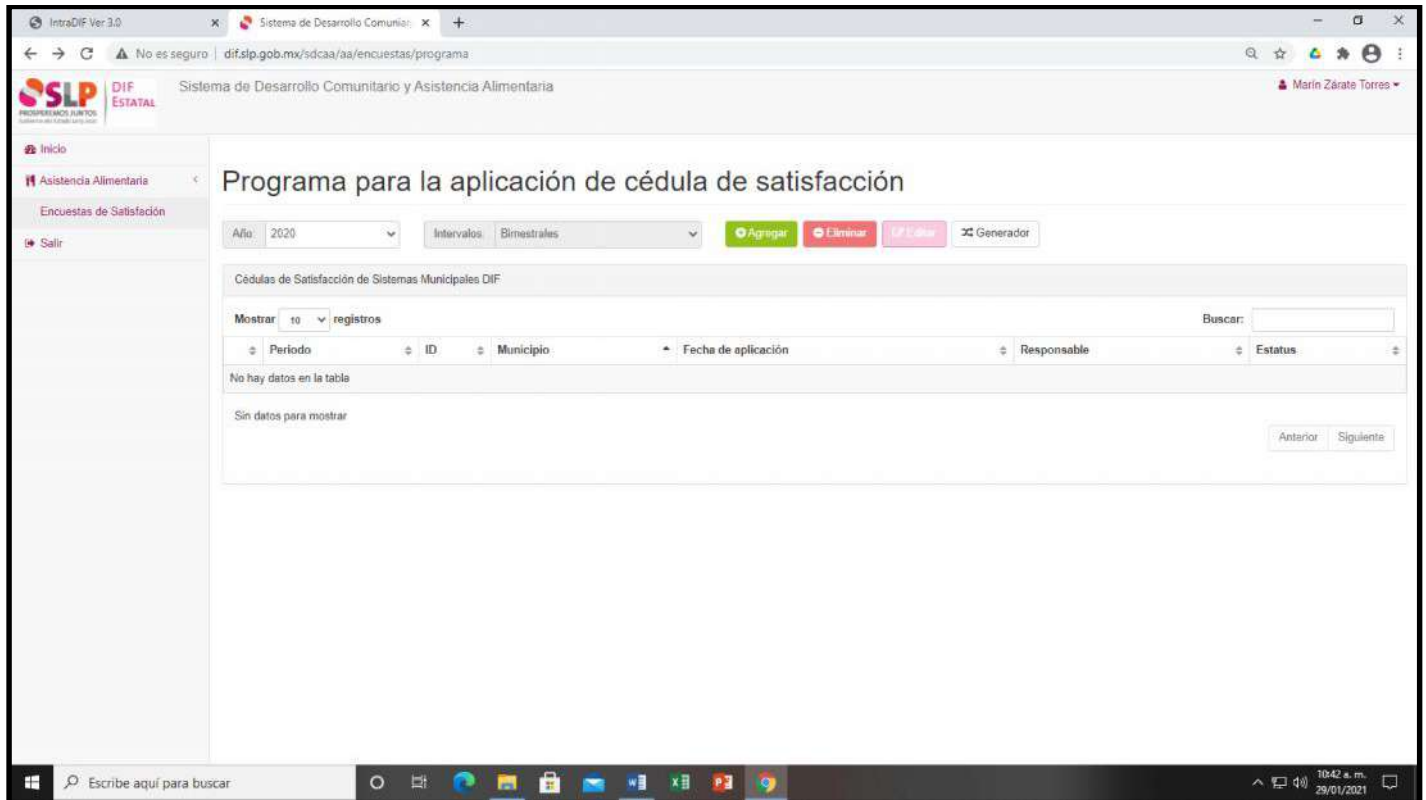 IntraDIF Ver 3.0
Sistema de Desarrollo Comunitar
No es seguro | dif.slp.gob.mx/sdcaa/aa/encuestas/programa
SLP
PROSPEREMOS JUNTOS
DIF
ESTATAL
Sistema de Desarrollo Comunitario y Asistencia Alimentaria
Marín Zárate Torres
Inicio
Asistencia Alimentaria
Encuestas de Satisfación
Salir
Programa para la aplicación de cédula de satisfacción
Año: 2020 Intervalos: Bimestrales Agregar Eliminar Editar Generador
Cédulas de Satisfacción de Sistemas Municipales DIF
Mostrar 10 registros Buscar:
Periodo ID Municipio Fecha de aplicación Responsable Estatus
No hay datos en la tabla
Sin datos para mostrar
Anterior Siguiente
Escribe aquí para buscar
10:42 a. m.
29/01/2021